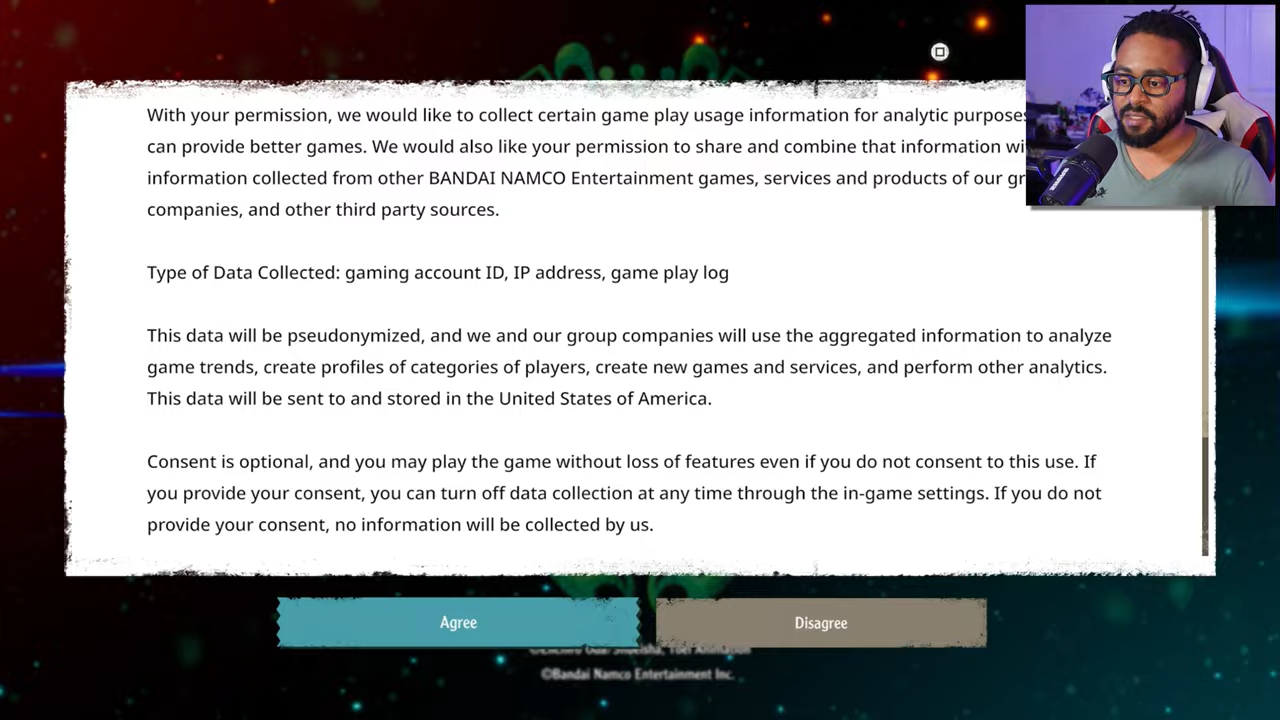 With your permission, we would like to collect certain game play usage information for analytic purposes
can provide better games. We would also like your permission to share and combine that information
information collected from other BANDAI NAMCO Entertainment games, services and products of our
companies, and other third party sources.
Type of Data Collected: gaming account ID, IP address, game play log
This data will be pseudonymized, and we and our group companies will use the aggregated information to analyze
game trends, create profiles of categories of players, create new games and services, and perform other analytics.
This data will be sent to and stored in the United States of America.
Consent is optional, and you may play the game without loss of features even if you do not consent to this use. If
you provide your consent, you can turn off data collection at any time through the in-game settings. If you do not
provide your consent, no information will be collected by us.
Agree
Disagree
©Bandai Namco Entertainment Inc.